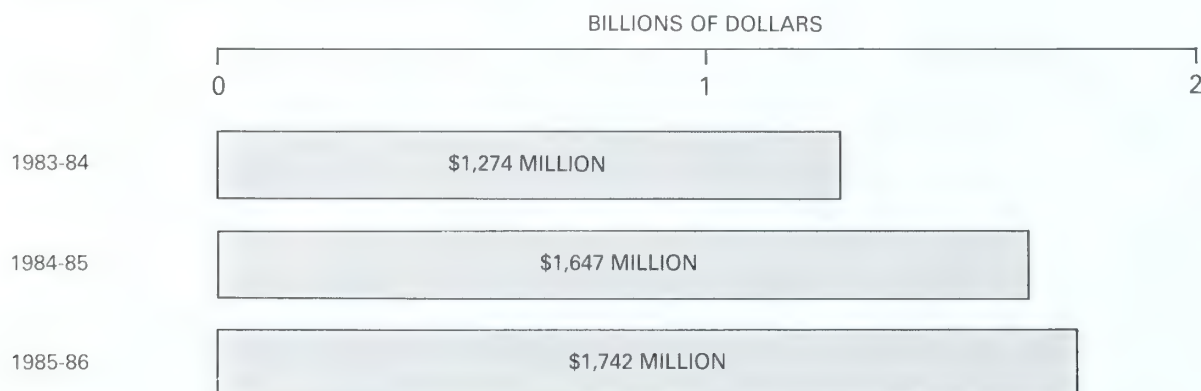 BILLIONS OF DOLLARS
0 1 2
1983-84 $1,274 MILLION
1984-85 $1,647 MILLION
1985-86 $1,742 MILLION